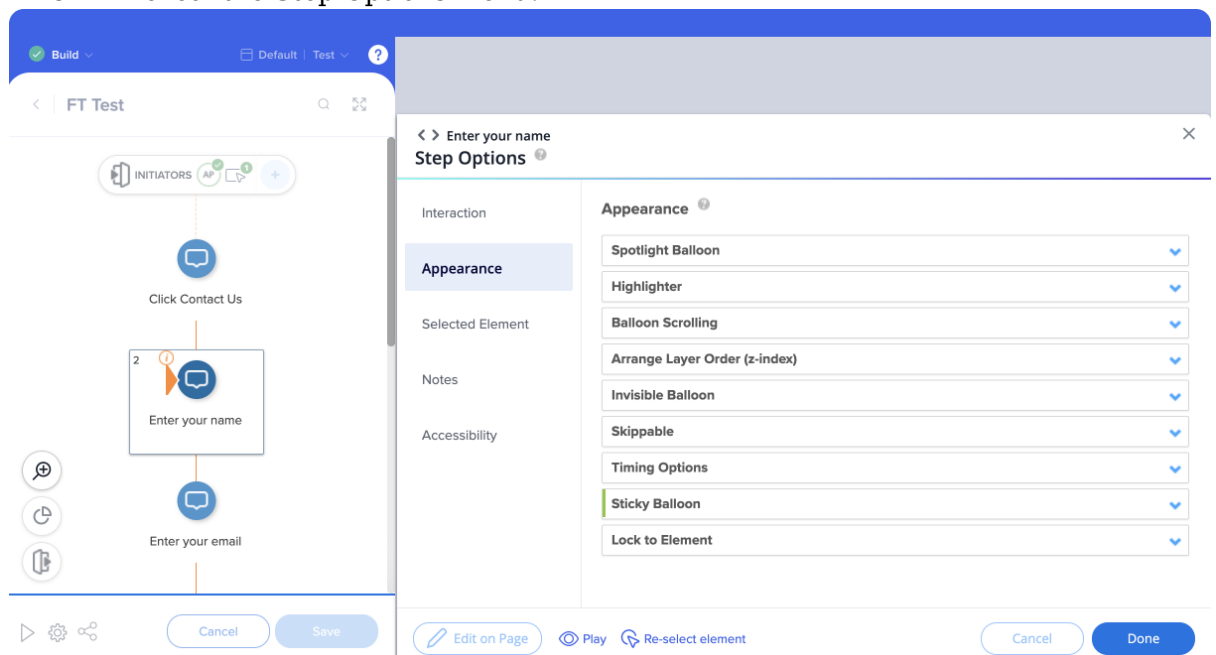 Build
Default | Test
?
FT Test
INITIATORS AP 1 +
Click Contact Us
2
i
Enter your name
Enter your email
Cancel
Save
< > Enter your name
Step Options ?
Interaction
Appearance
Selected Element
Notes
Accessibility
Appearance ?
Spotlight Balloon
Highlighter
Balloon Scrolling
Arrange Layer Order (z-index)
Invisible Balloon
Skippable
Timing Options
Sticky Balloon
Lock to Element
Edit on Page
Play
Re-select element
Cancel
Done